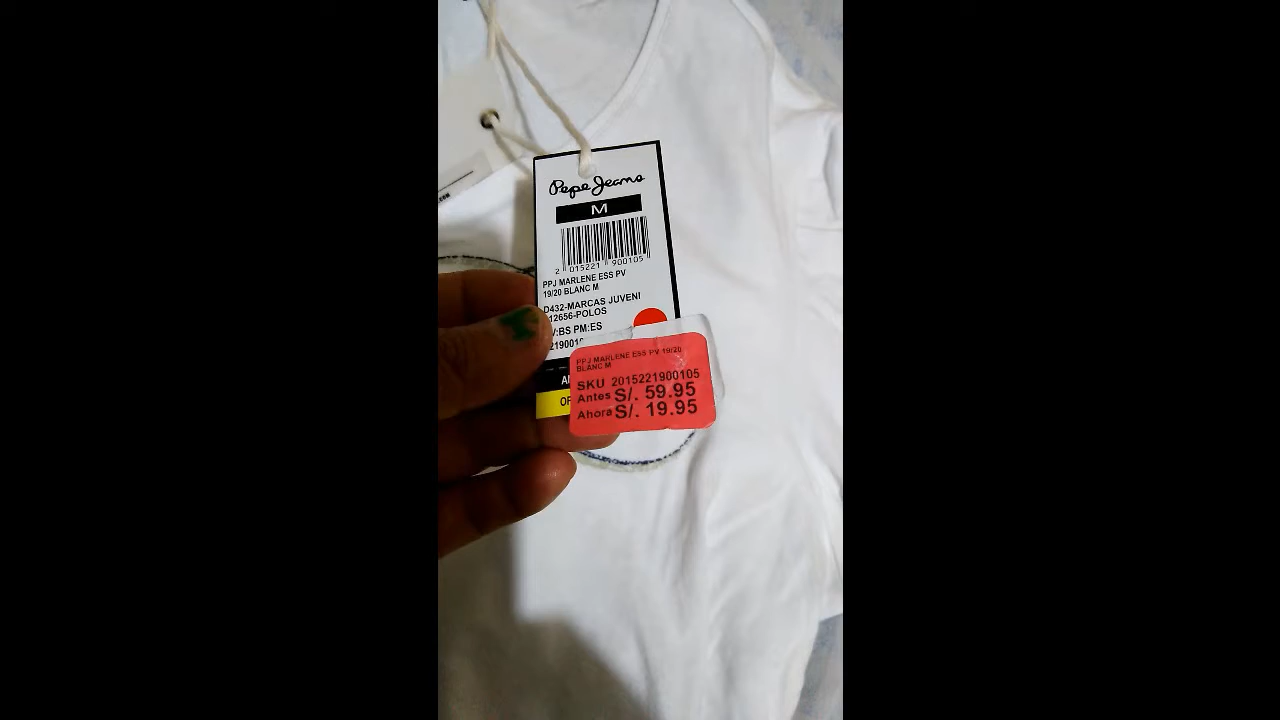 Pepe Jeans
M
2 015221 900105
PPJ MARLENE ESS PV
19/20 BLANC M
D432-MARCAS JUVENI
12656-POLOS
:BS PM:ES
PPJ MARLENE ESS PV 19/20
BLANC M
SKU 2015221900105
Antes S/. 59.95
Ahora S/. 19.95